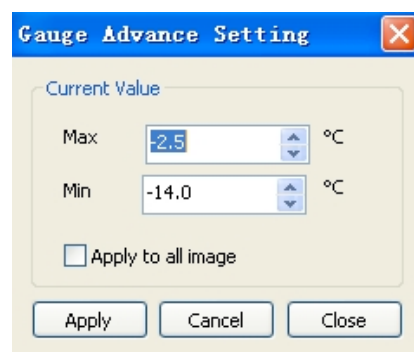 Gauge Advance Setting
Current Value
Max -2.5 °C
Min -14.0 °C
Apply to all image
Apply Cancel Close